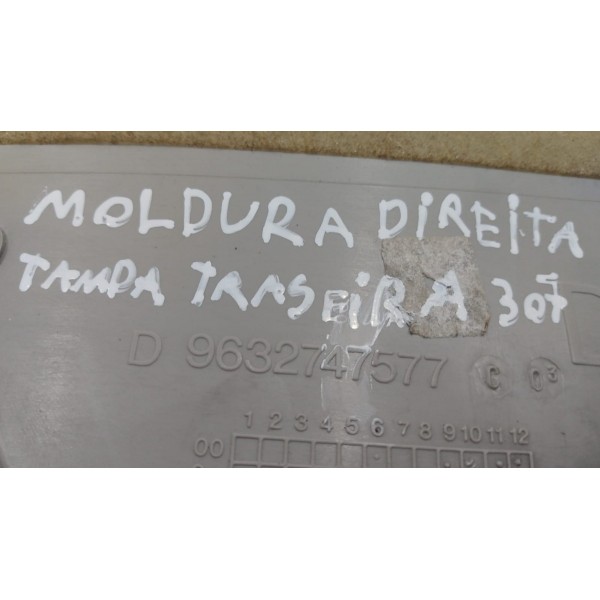 MOLDURA DIREITA
TAMPA TRASEIRA 307
D 9632747577 C 03
1 2 3 4 5 6 7 8 9 10 11 12
00